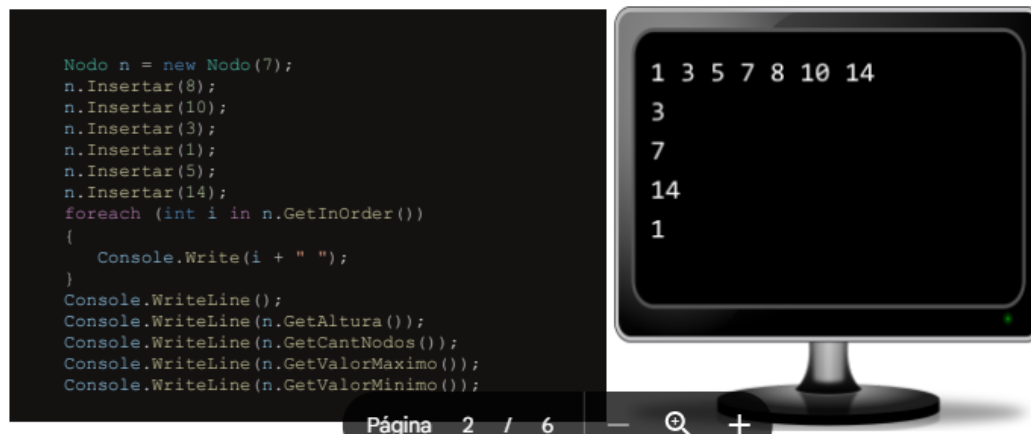 Nodo n = new Nodo(7);
n.Insertar(8);
n.Insertar(10);
n.Insertar(3);
n.Insertar(1);
n.Insertar(5);
n.Insertar(14);
foreach (int i in n.GetInOrder())
{
Console.Write(i + " ");
}
Console.WriteLine();
Console.WriteLine(n.GetAltura());
Console.WriteLine(n.GetCantNodos());
Console.WriteLine(n.GetValorMaximo());
Console.WriteLine(n.GetValorMinimo());
1 3 5 7 8 10 14
3
7
14
1
Página 2 / 6